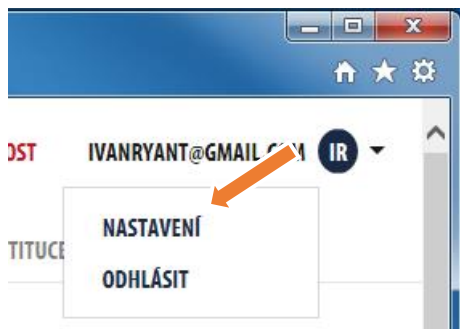 OST IVANRYANT@GMAIL.COM IR
NASTAVENÍ
TITUCE
ODHLÁSIT